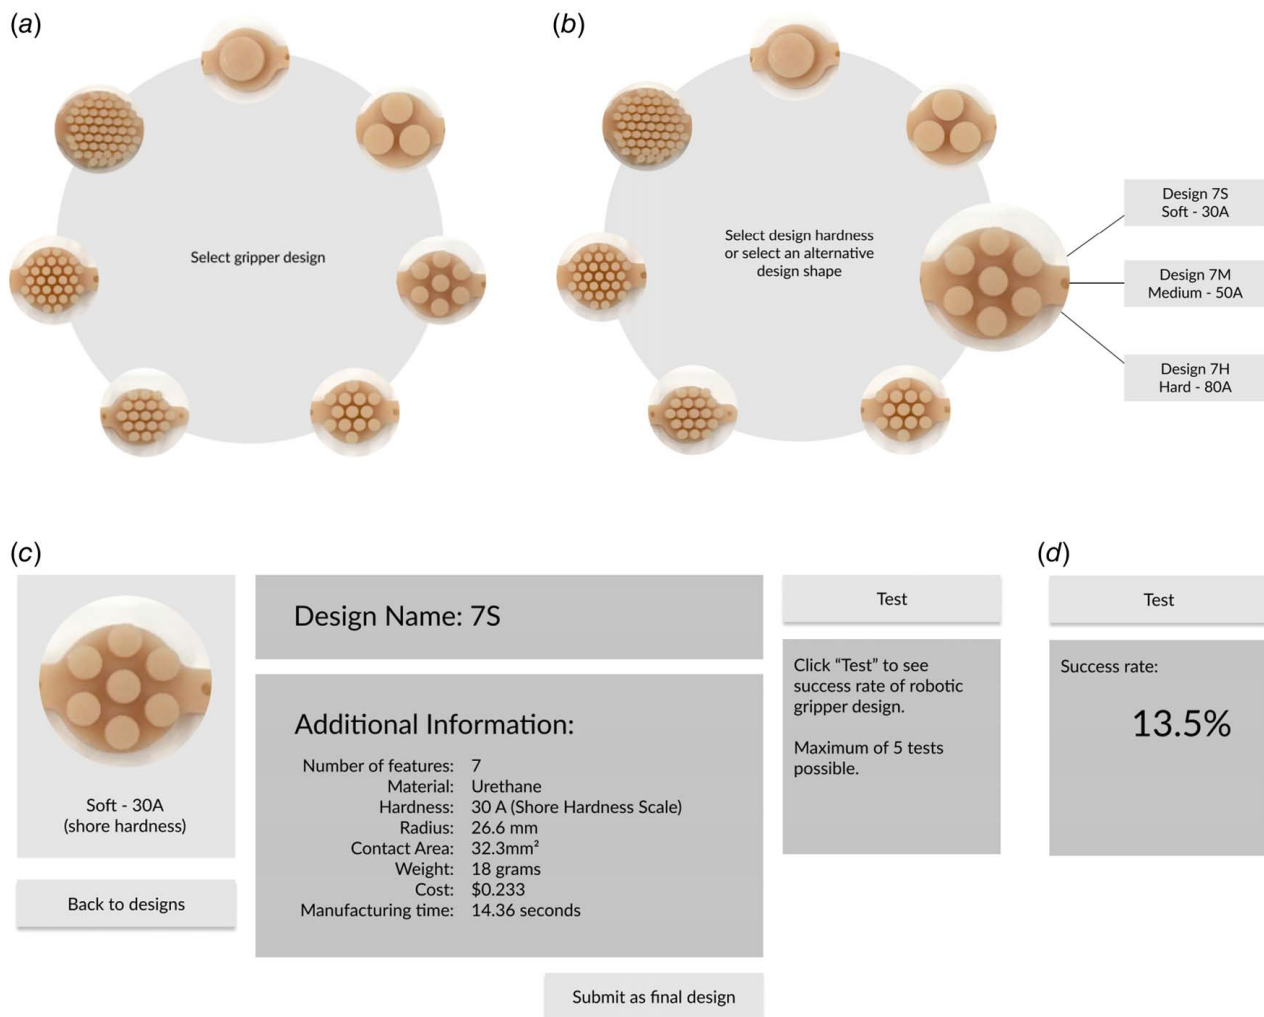 (a)
Select gripper design
(b)
Select design hardness
or select an alternative
design shape
Design 7S
Soft - 30A
Design 7M
Medium - 50A
Design 7H
Hard - 80A
(c)
Soft - 30A
(shore hardness)
Back to designs
Design Name: 7S
Additional Information:
Number of features: 7
Material: Urethane
Hardness: 30 A (Shore Hardness Scale)
Radius: 26.6 mm
Contact Area: 32.3mm²
Weight: 18 grams
Cost: $0.233
Manufacturing time: 14.36 seconds
Submit as final design
Test
Click “Test” to see
success rate of robotic
gripper design.
Maximum of 5 tests
possible.
(d)
Test
Success rate:
13.5%